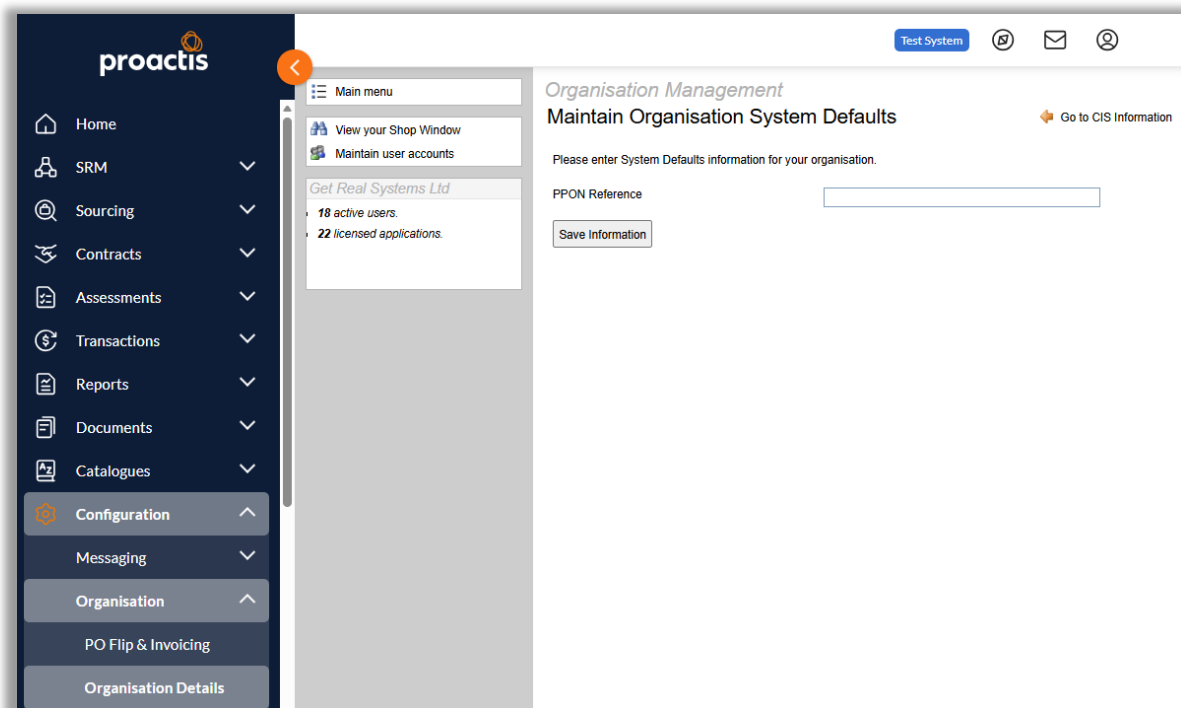 proactis
Home
SRM
Sourcing
Contracts
Assessments
Transactions
Reports
Documents
Catalogues
Configuration
Messaging
Organisation
PO Flip & Invoicing
Organisation Details
Test System
Main menu
View your Shop Window
Maintain user accounts
Get Real Systems Ltd
18 active users.
22 licensed applications.
Organisation Management
Maintain Organisation System Defaults
Go to CIS Information
Please enter System Defaults information for your organisation.
PPON Reference
Save Information